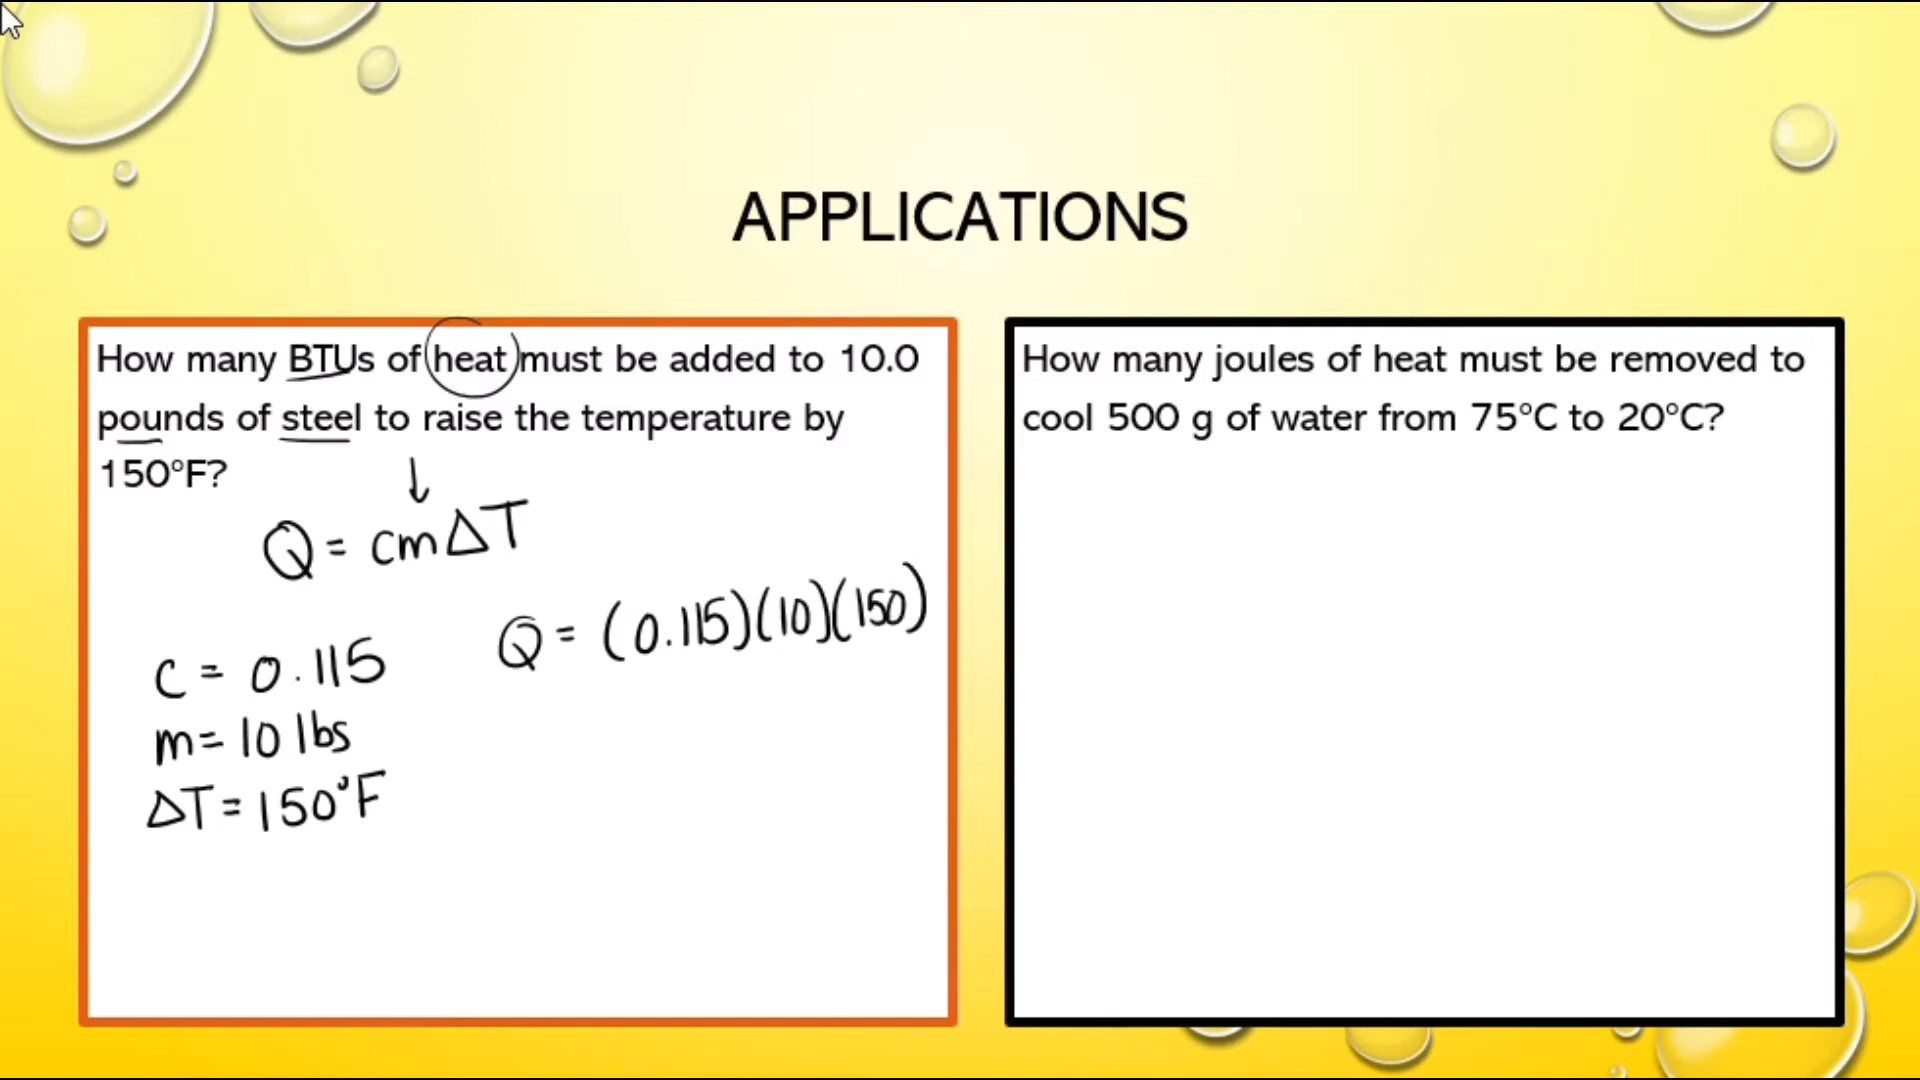 APPLICATIONS
How many BTUs of heat must be added to 10.0
pounds of steel to raise the temperature by
150°F?
Q = cmΔT
Q = (0.115)(10)(150)
c = 0.115
m = 10 lbs
ΔT = 150°F
How many joules of heat must be removed to
cool 500 g of water from 75°C to 20°C?